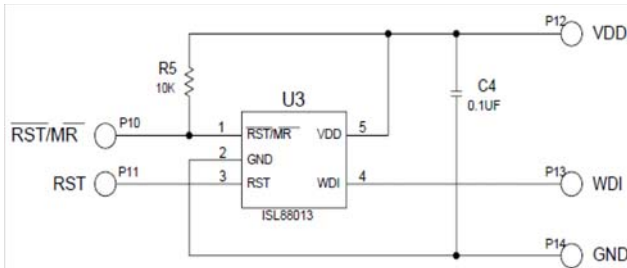 P12
VDD
R5
10K
U3
C4
0.1UF
RST/MR
P10
1
RST/MR
VDD
5
2
GND
RST
P11
3
RST
WDI
4
P13
WDI
ISL88013
P14
GND